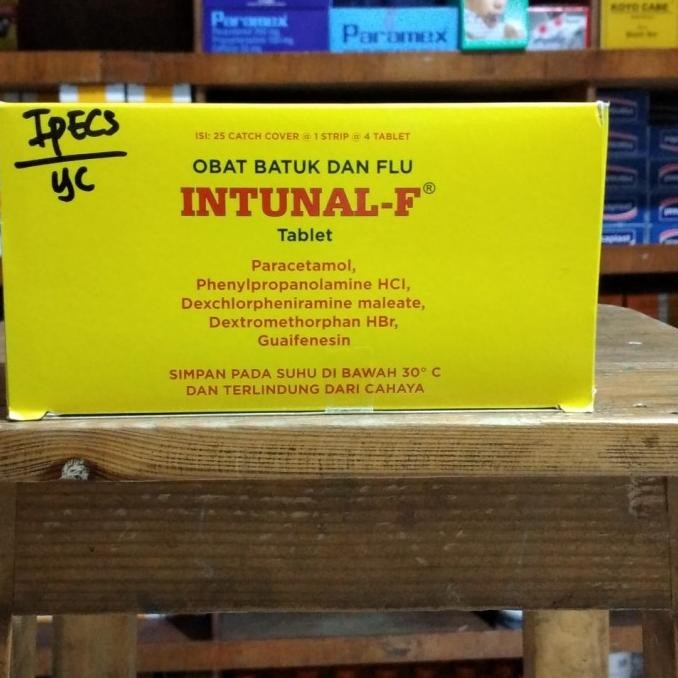 Paramex
Paramex
KOYO CABE
IPECS
YC
ISI: 25 CATCH COVER @ 1 STRIP @ 4 TABLET
OBAT BATUK DAN FLU
INTUNAL-F®
Tablet
Paracetamol,
Phenylpropanolamine HCl,
Dexchlorpheniramine maleate,
Dextromethorphan HBr,
Guaifenesin
SIMPAN PADA SUHU DI BAWAH 30° C
DAN TERLINDUNG DARI CAHAYA